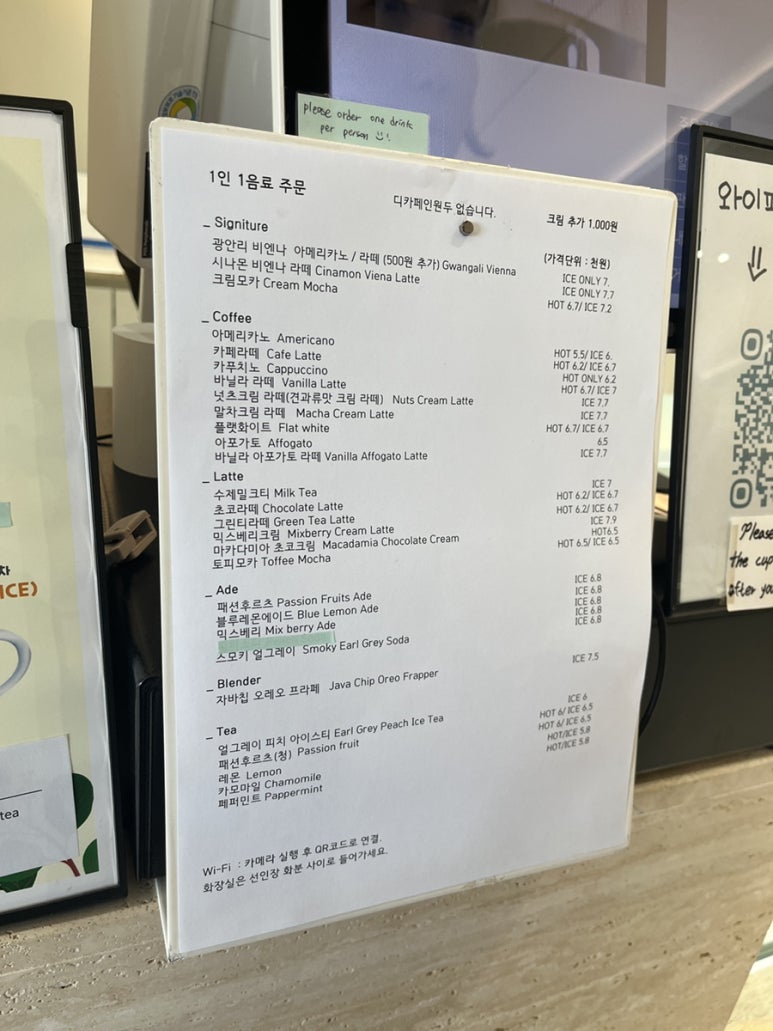 please order one drink
per person
1인 1음료 주문
디카페인원두 없습니다.
크림 추가 1.000원
_ Signiture
(가격단위 : 천원)
광안리 비엔나 아메리카노 / 라떼 (500원 추가) Gwangali Vienna
ICE ONLY 7.
시나몬 비엔나 라떼 Cinamon Viena Latte
ICE ONLY 7.7
크림모카 Cream Mocha
HOT 6.7/ ICE 7.2
_ Coffee
아메리카노 Americano
HOT 5.5/ ICE 6.
카페라떼 Cafe Latte
HOT 6.2/ ICE 6.7
카푸치노 Cappuccino
HOT ONLY 6.2
바닐라 라떼 Vanilla Latte
HOT 6.7/ ICE 7
넛츠크림 라떼(견과류맛 크림 라떼) Nuts Cream Latte
ICE 7.7
말차크림 라떼 Macha Cream Latte
ICE 7.7
플랫화이트 Flat white
HOT 6.7/ ICE 6.7
아포가토 Affogato
6.5
바닐라 아포가토 라떼 Vanilla Affogato Latte
ICE 7.7
_ Latte
수제밀크티 Milk Tea
ICE 7
초코라떼 Chocolate Latte
HOT 6.2/ ICE 6.7
그린티라떼 Green Tea Latte
HOT 6.2/ ICE 6.7
믹스베리크림 Mixberry Cream Latte
ICE 7.9
마카다미아 초코크림 Macadamia Chocolate Cream
HOT6.5
토피모카 Toffee Mocha
HOT 6.5/ ICE 6.5
_ Ade
패션후르츠 Passion Fruits Ade
ICE 6.8
블루레몬에이드 Blue Lemon Ade
ICE 6.8
믹스베리 Mix berry Ade
ICE 6.8
ICE 6.8
스모키 얼그레이 Smoky Earl Grey Soda
ICE 6.8
_ Blender
자바칩 오레오 프라페 Java Chip Oreo Frapper
ICE 7.5
_ Tea
얼그레이 피치 아이스티 Earl Grey Peach Ice Tea
ICE 6
패션후르츠(청) Passion fruit
HOT 6/ ICE 6.5
레몬 Lemon
HOT 6/ ICE 6.5
카모마일 Chamomile
HOT/ICE 5.8
페퍼민트 Pappermint
HOT/ICE 5.8
Wi-Fi : 카메라 실행 후 QR코드로 연결.
화장실은 선인장 화분 사이로 들어가세요.
와이파
Please
the cup
after you
ICE)
tea